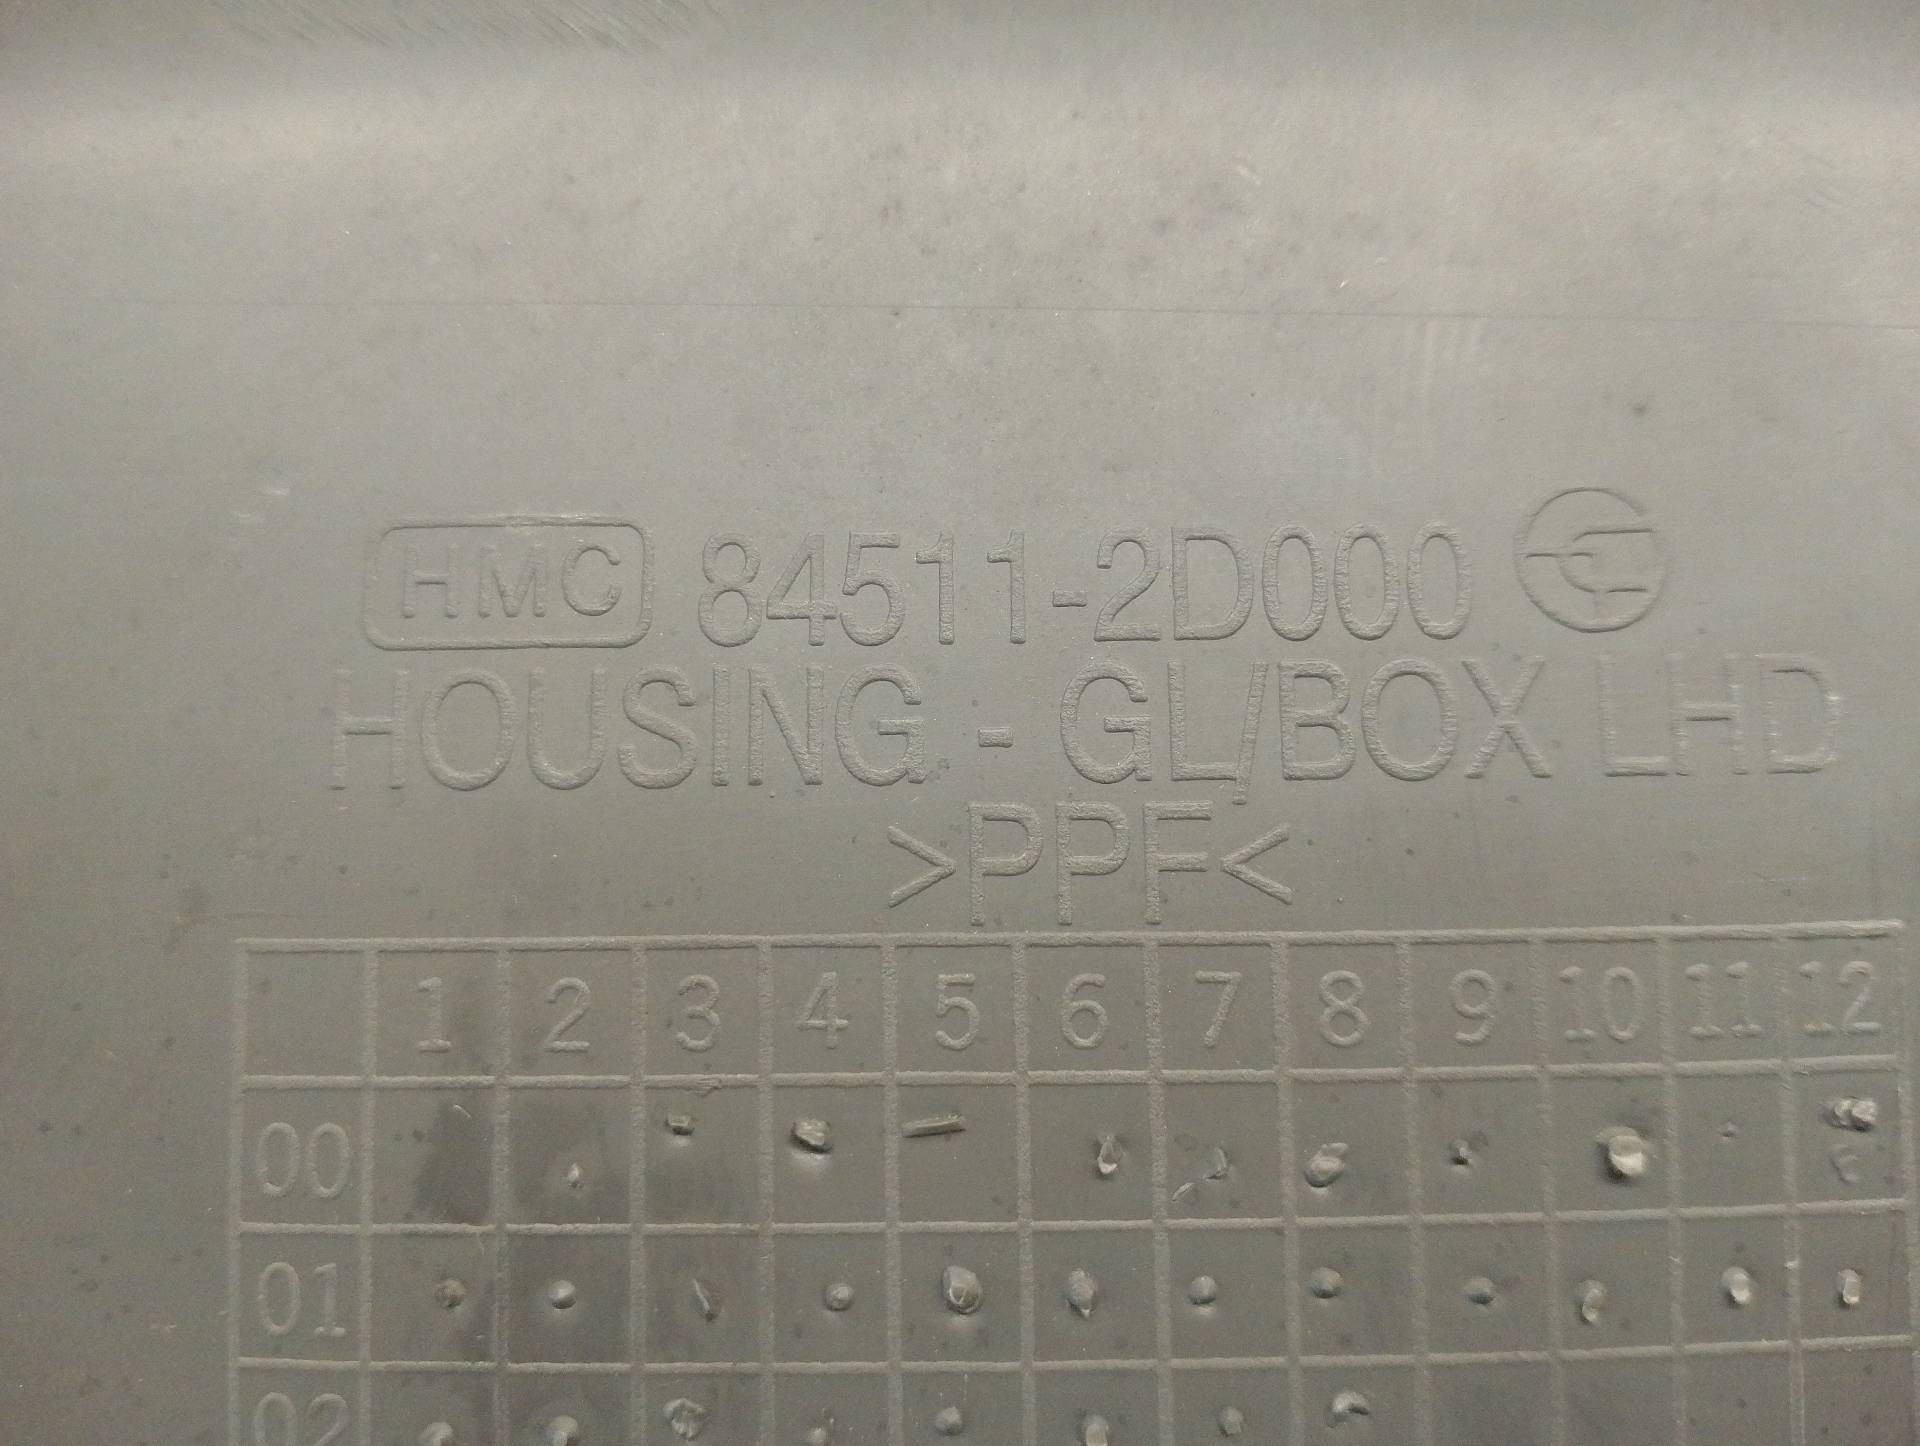 HMC 84511-2D000
HOUSING - GL/BOX LHD
>PPF<
1 2 3 4 5 6 7 8 9 10 11 12
00
01
02